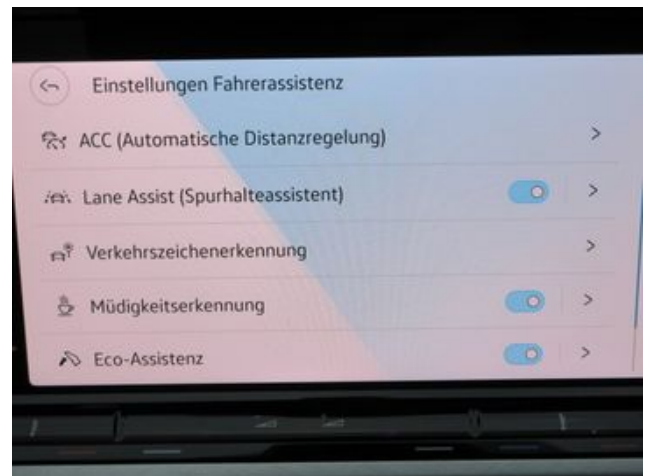 Einstellungen Fahrerassistenz
ACC (Automatische Distanzregelung)
Lane Assist (Spurhalteassistent)
Verkehrszeichenerkennung
Müdigkeitserkennung
Eco-Assistenz